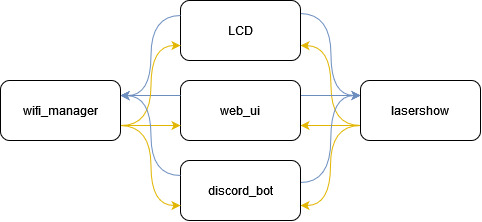 LCD
wifi_manager
web_ui
lasershow
discord_bot